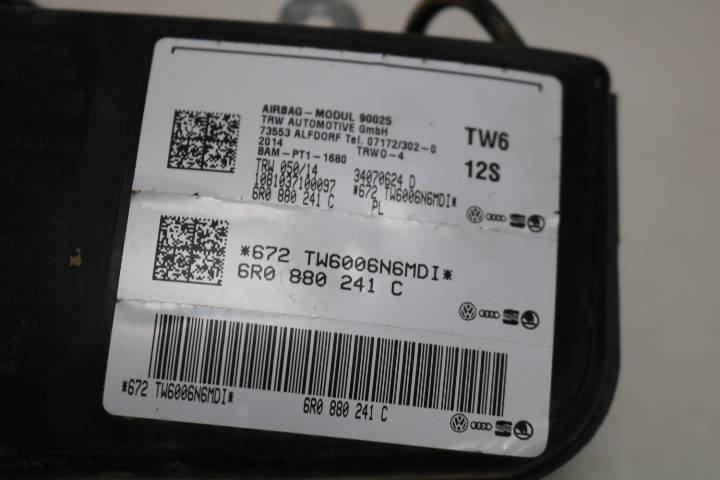 AIRBAG-MODUL 90025
TRW AUTOMOTIVE GmbH
73553 ALFDORF Tel. 07172/302-0
2014 TRWO-4
BAM-PT1-1680
TRW 050/14 34070624 D
1081037100097 *672 TW6006N6MDI*
6R0 880 241 C PL
TW6
12S
*672 TW6006N6MDI*
6R0 880 241 C
*672 TW6006N6MDI* 6R0 880 241 C